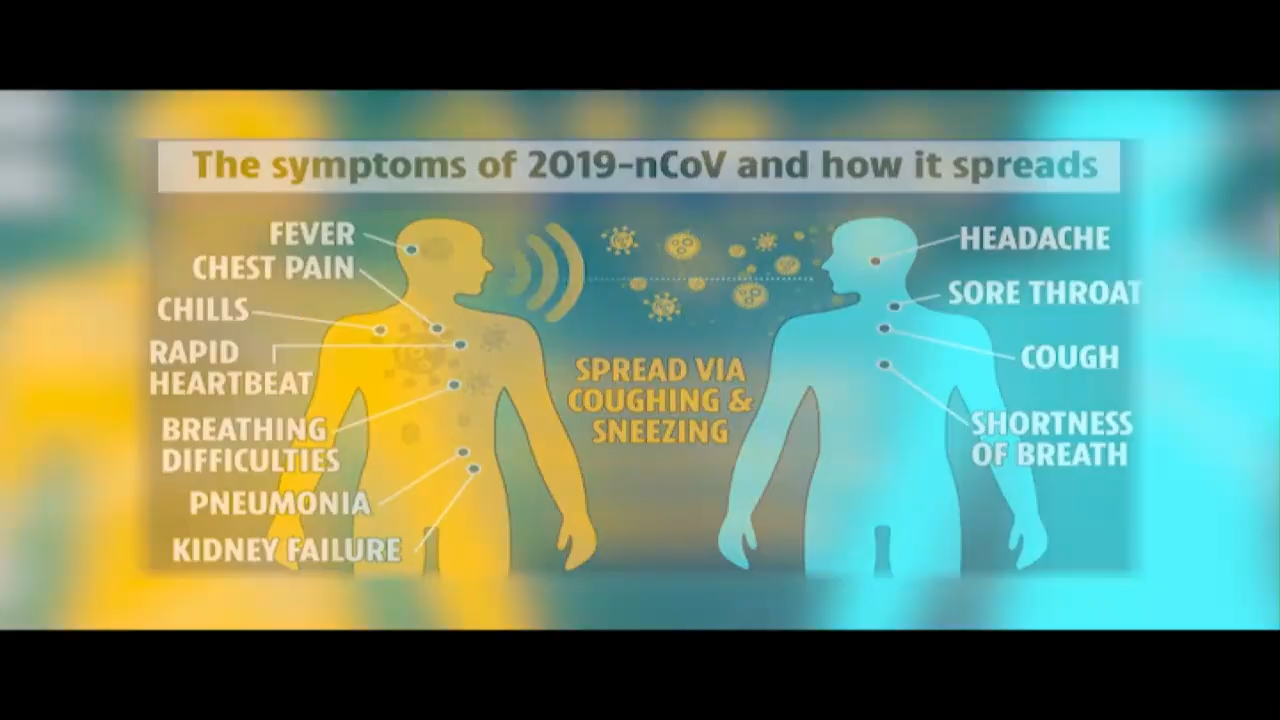 The symptoms of 2019-nCoV and how it spreads
FEVER
CHEST PAIN
CHILLS
RAPID
HEARTBEAT
BREATHING
DIFFICULTIES
PNEUMONIA
KIDNEY FAILURE
SPREAD VIA
COUGHING &
SNEEZING
HEADACHE
SORE THROAT
COUGH
SHORTNESS
OF BREATH